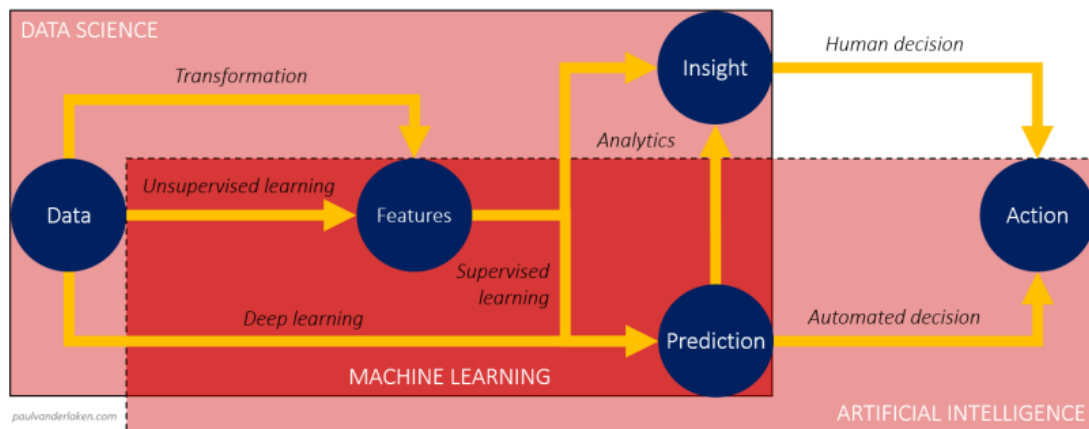 DATA SCIENCE
Transformation
Insight
Human decision
Analytics
Unsupervised learning
Data
Features
Action
Supervised
learning
Deep learning
Prediction
Automated decision
MACHINE LEARNING
paulvanderlaken.com
ARTIFICIAL INTELLIGENCE